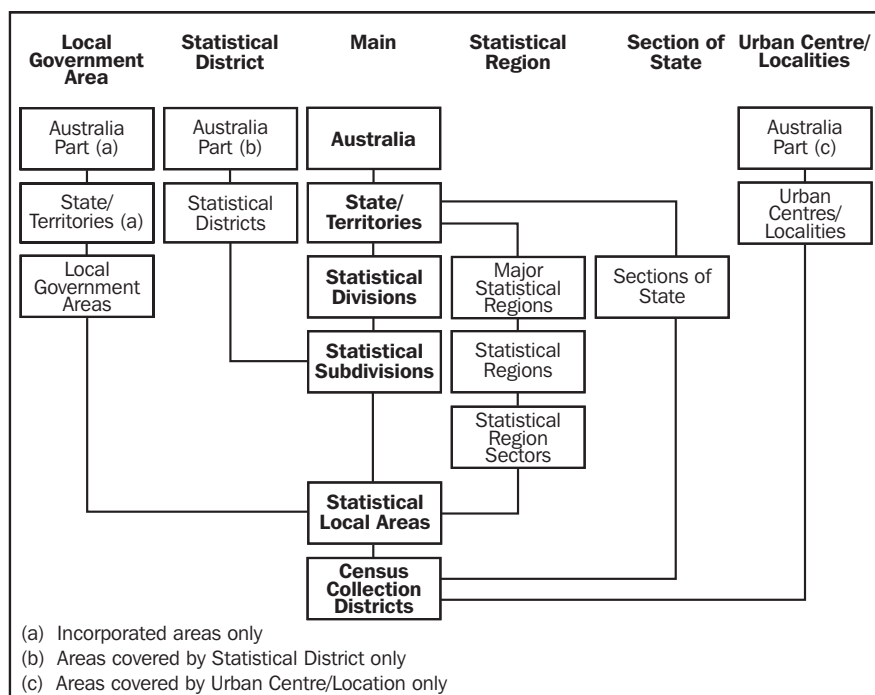 Local
Government
Area
Statistical
District
Main
Statistical
Region
Section of
State
Urban Centre/
Localities
Australia
Part (a)
Australia
Part (b)
Australia
Australia
Part (c)
State/
Territories (a)
Statistical
Districts
State/
Territories
Urban
Centres/
Localities
Local
Government
Areas
Statistical
Divisions
Major
Statistical
Regions
Sections of
State
Statistical
Subdivisions
Statistical
Regions
Statistical
Region
Sectors
Statistical
Local Areas
Census
Collection
Districts
(a) Incorporated areas only
(b) Areas covered by Statistical District only
(c) Areas covered by Urban Centre/Location only